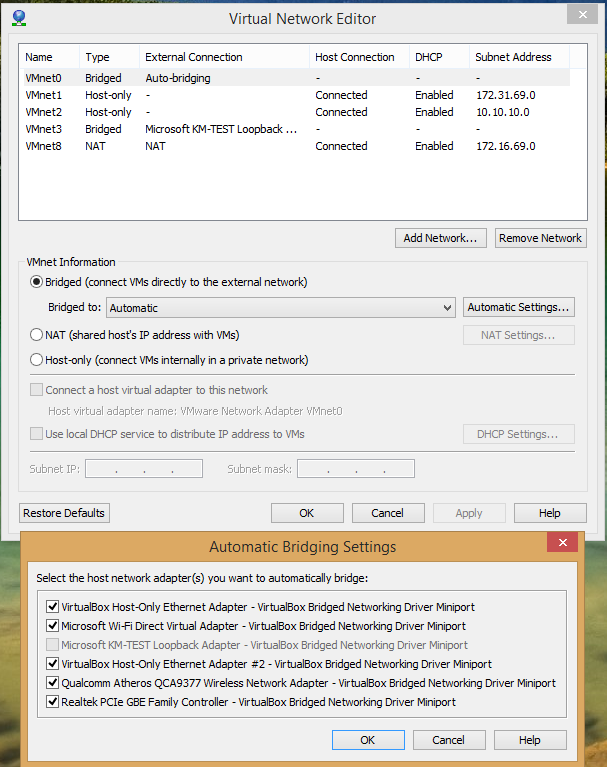 Virtual Network Editor
Name Type External Connection Host Connection DHCP Subnet Address
VMnet0 Bridged Auto-bridging - - -
VMnet1 Host-only - Connected Enabled 172.31.69.0
VMnet2 Host-only - Connected Enabled 10.10.10.0
VMnet3 Bridged Microsoft KM-TEST Loopback ... - - -
VMnet8 NAT NAT Connected Enabled 172.16.69.0
Add Network... Remove Network
VMnet Information
Bridged (connect VMs directly to the external network)
Bridged to: Automatic Automatic Settings...
NAT (shared host's IP address with VMs) NAT Settings...
Host-only (connect VMs internally in a private network)
Connect a host virtual adapter to this network
Host virtual adapter name: VMware Network Adapter VMnet0
Use local DHCP service to distribute IP address to VMs DHCP Settings...
Subnet IP: . . . Subnet mask: . . .
Restore Defaults OK Cancel Apply Help
Automatic Bridging Settings
Select the host network adapter(s) you want to automatically bridge:
VirtualBox Host-Only Ethernet Adapter - VirtualBox Bridged Networking Driver Miniport
Microsoft Wi-Fi Direct Virtual Adapter - VirtualBox Bridged Networking Driver Miniport
Microsoft KM-TEST Loopback Adapter - VirtualBox Bridged Networking Driver Miniport
VirtualBox Host-Only Ethernet Adapter #2 - VirtualBox Bridged Networking Driver Miniport
Qualcomm Atheros QCA9377 Wireless Network Adapter - VirtualBox Bridged Networking Driver Miniport
Realtek PCIe GBE Family Controller - VirtualBox Bridged Networking Driver Miniport
OK Cancel Help